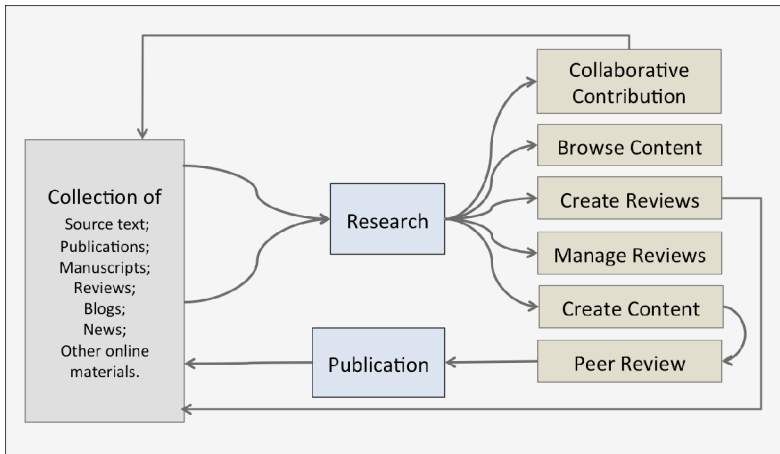 Collection of
Source text;
Publications;
Manuscripts;
Reviews;
Blogs;
News;
Other online
materials.
Research
Publication
Collaborative
Contribution
Browse Content
Create Reviews
Manage Reviews
Create Content
Peer Review